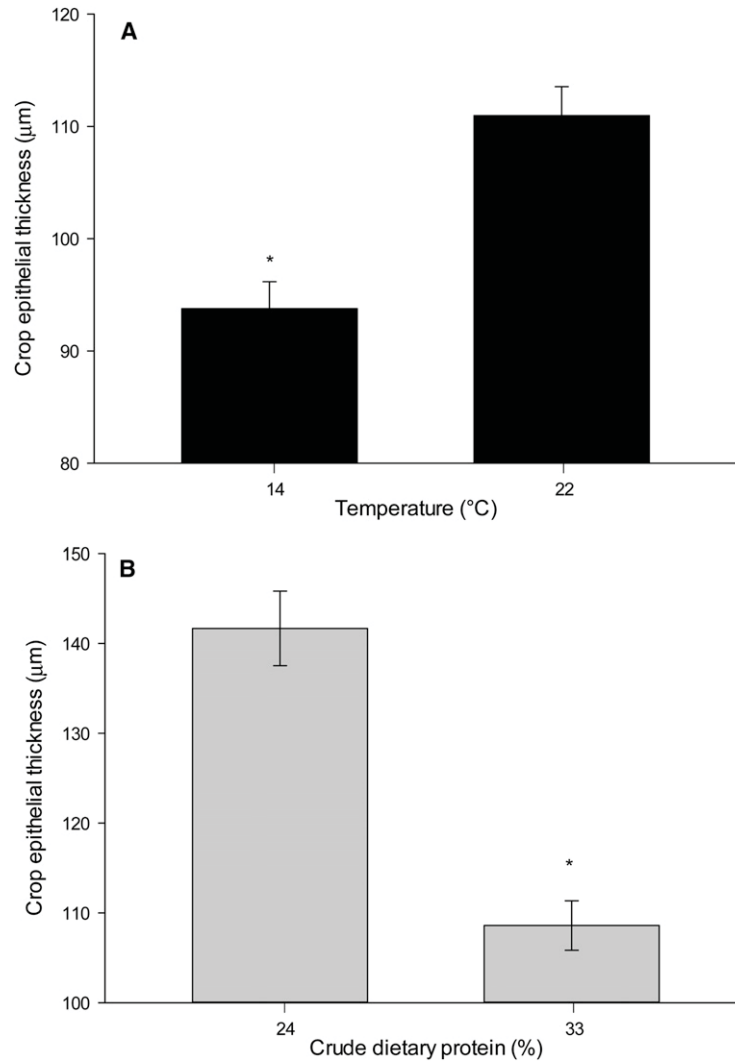 A
Crop epithelial thickness (μm)
120
110
100
90
80
*
14
22
Temperature (°C)
B
Crop epithelial thickness (μm)
150
140
130
120
110
100
*
24
33
Crude dietary protein (%)